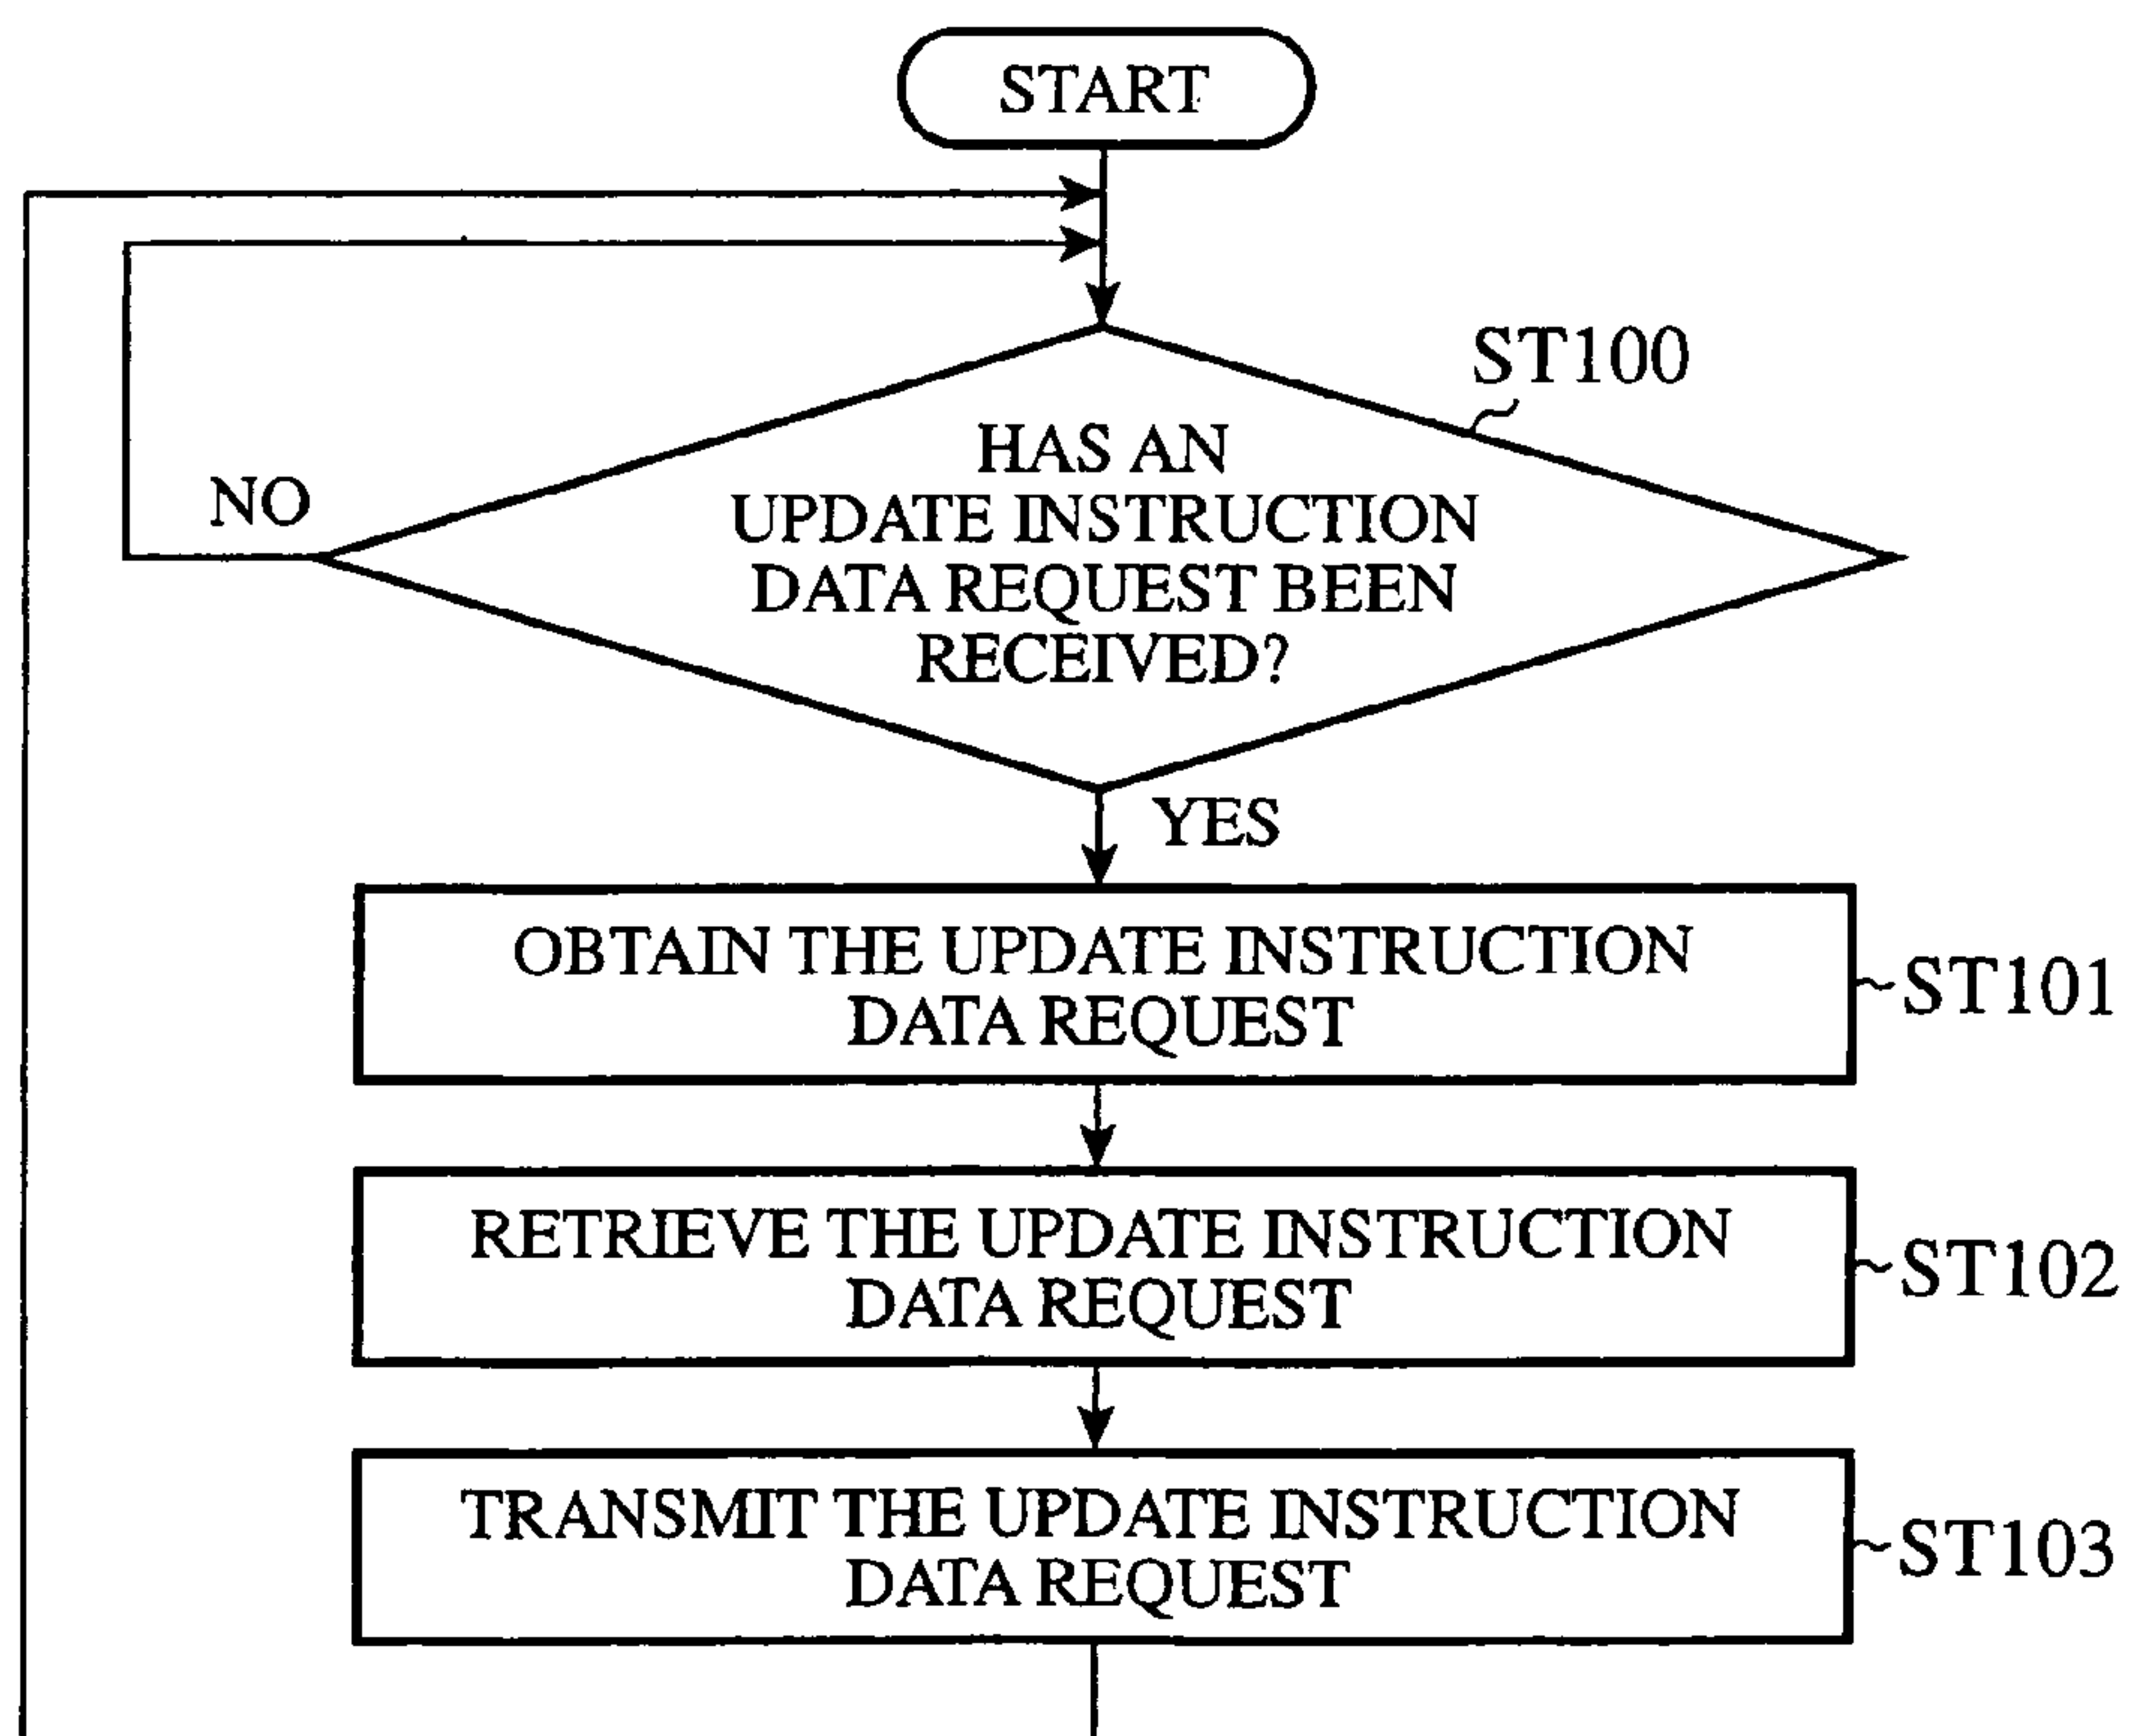 START
ST100
HAS AN
UPDATE INSTRUCTION
DATA REQUEST BEEN
RECEIVED?
NO
YES
OBTAIN THE UPDATE INSTRUCTION
DATA REQUEST
ST101
RETRIEVE THE UPDATE INSTRUCTION
DATA REQUEST
ST102
TRANSMIT THE UPDATE INSTRUCTION
DATA REQUEST
ST103